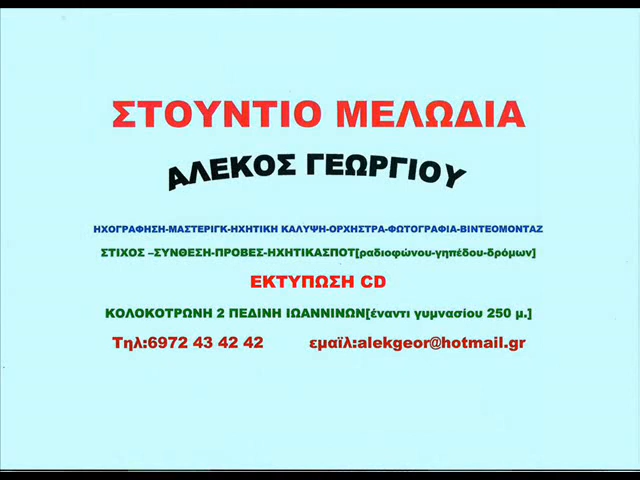 ΣΤΟΥΝΤΙΟ ΜΕΛΩΔΙΑ
ΑΛΕΚΟΣ ΓΕΩΡΓΙΟΥ
ΗΧΟΓΡΑΦΗΣΗ-ΜΑΣΤΕΡΙΓΚ-ΗΧΗΤΙΚΗ ΚΑΛΥΨΗ-ΟΡΧΗΣΤΡΑ-ΦΩΤΟΓΡΑΦΙΑ-ΒΙΝΤΕΟΜΟΝΤΑΖ
ΣΤΙΧΟΣ –ΣΥΝΘΕΣΗ-ΠΡΟΒΕΣ-ΗΧΗΤΙΚΑΣΠΟΤ[ραδιοφώνου-γηπέδου-δρόμων]
ΕΚΤΥΠΩΣΗ CD
ΚΟΛΟΚΟΤΡΩΝΗ 2 ΠΕΔΙΝΗ ΙΩΑΝΝΙΝΩΝ[έναντι γυμνασίου 250 μ.]
Τηλ:6972 43 42 42 εμαϊλ:alekgeor@hotmail.gr